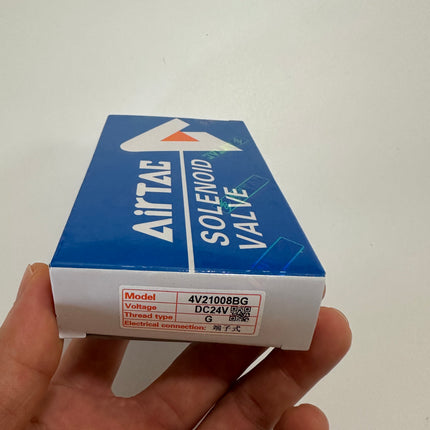 AirTAC
SOLENOID
VALVE
Model 4V21008BG
Voltage DC24V
Thread type G
Electrical connection: 端子式